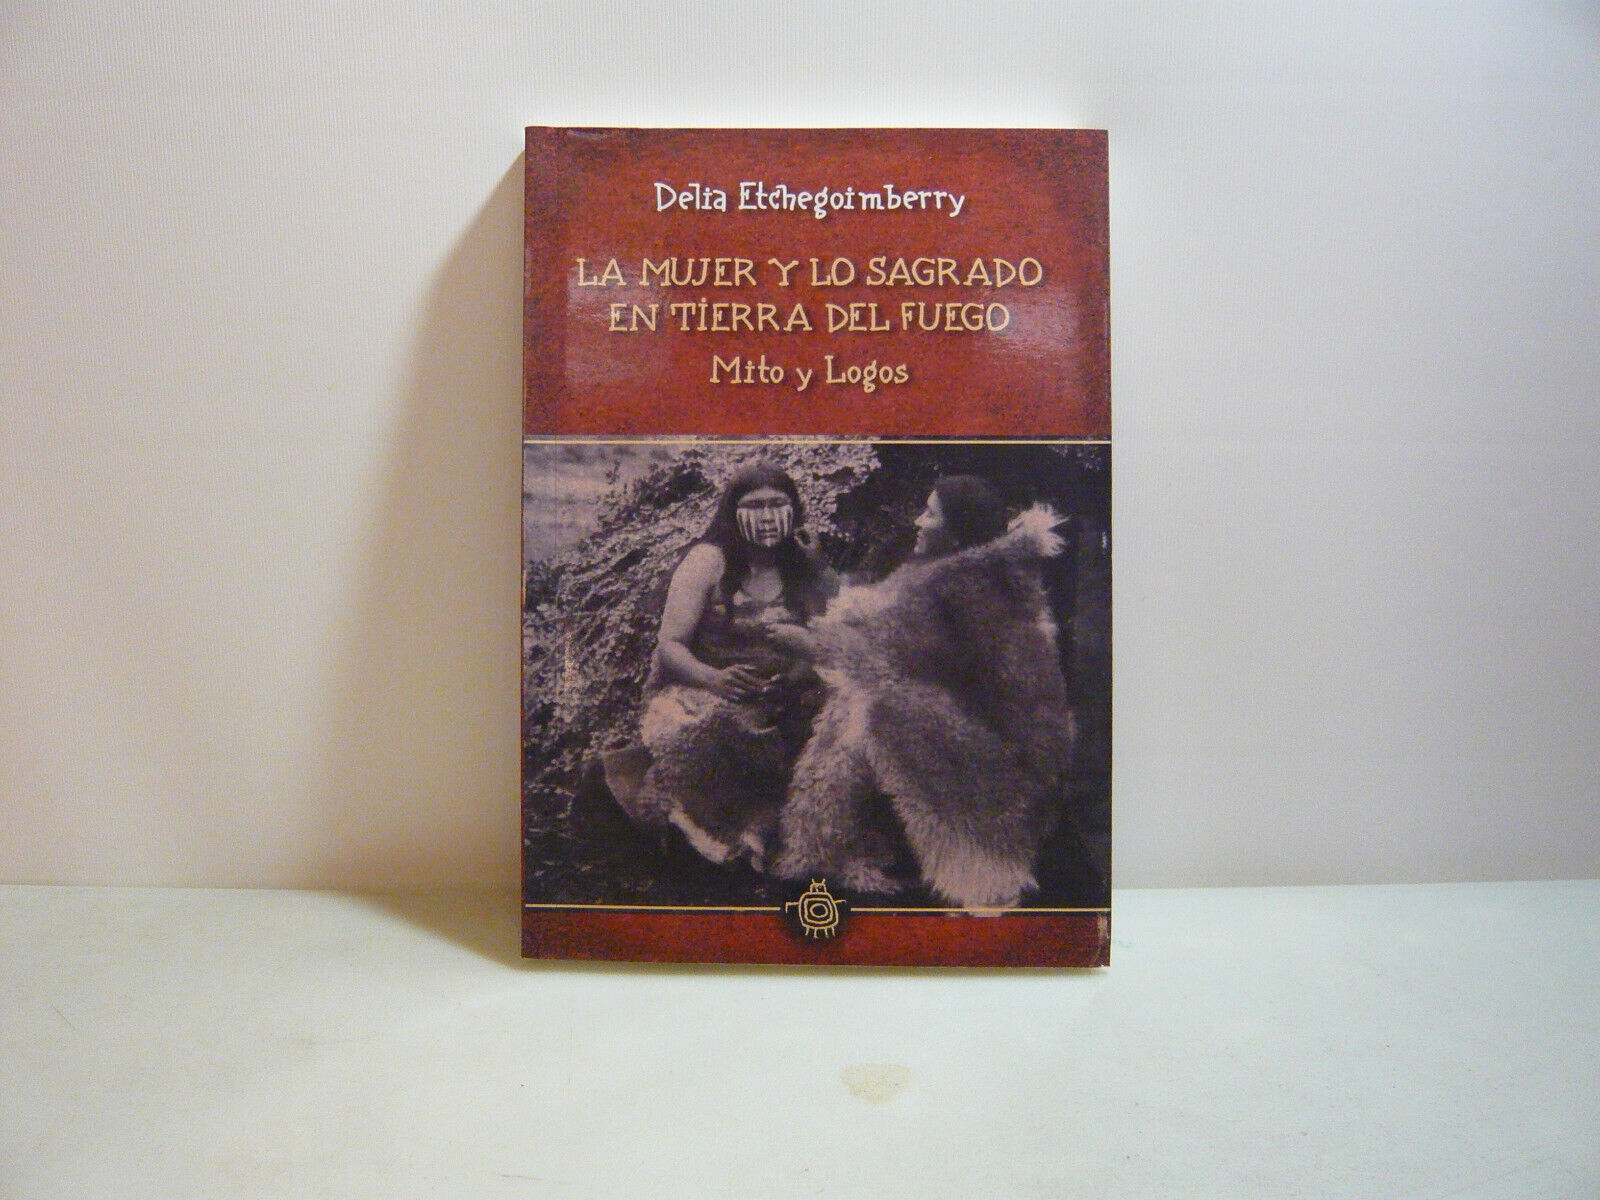 Delia Etchegoimberry
LA MUJER Y LO SAGRADO
EN TIERRA DEL FUEGO
Mito y Logos